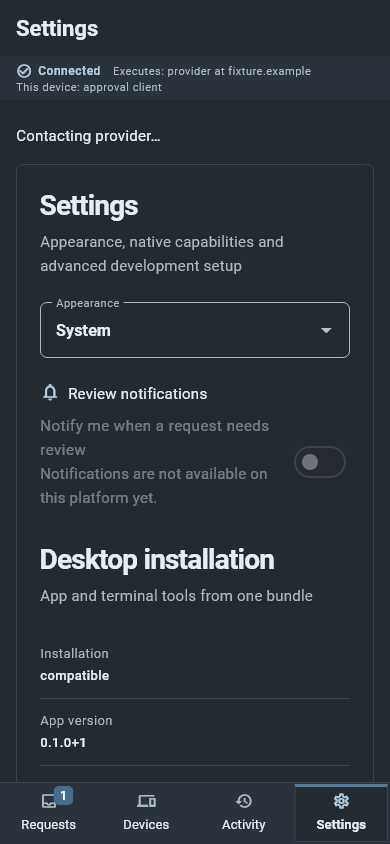 Settings
Connected Executes: provider at fixture.example
This device: approval client
Contacting provider…
Settings
Appearance, native capabilities and
advanced development setup
Appearance
System
Review notifications
Notify me when a request needs
review
Notifications are not available on
this platform yet.
Desktop installation
App and terminal tools from one bundle
Installation
compatible
App version
0.1.0+1
1
Requests Devices Activity Settings